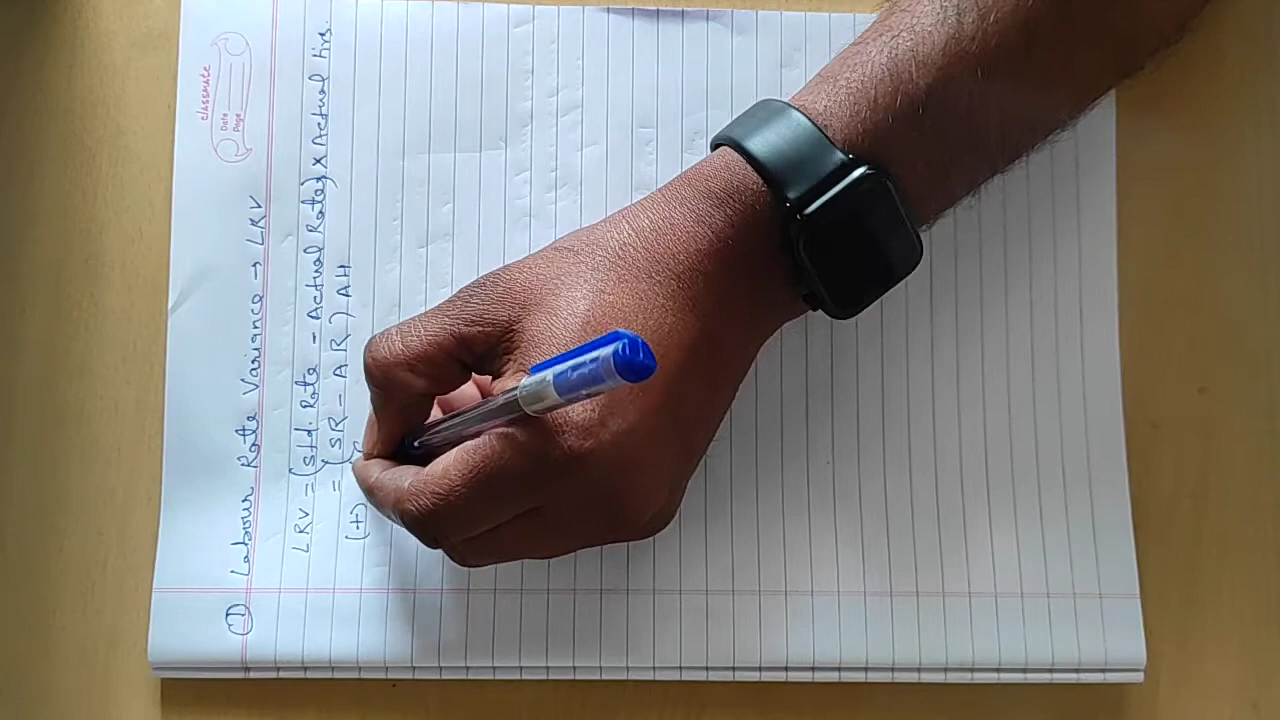 classmate
Date
Page
① Labour Rate Variance → LRV
LRV = (Std. Rate - Actual Rate) × Actual hrs.
= (SR - AR) AH
(+)